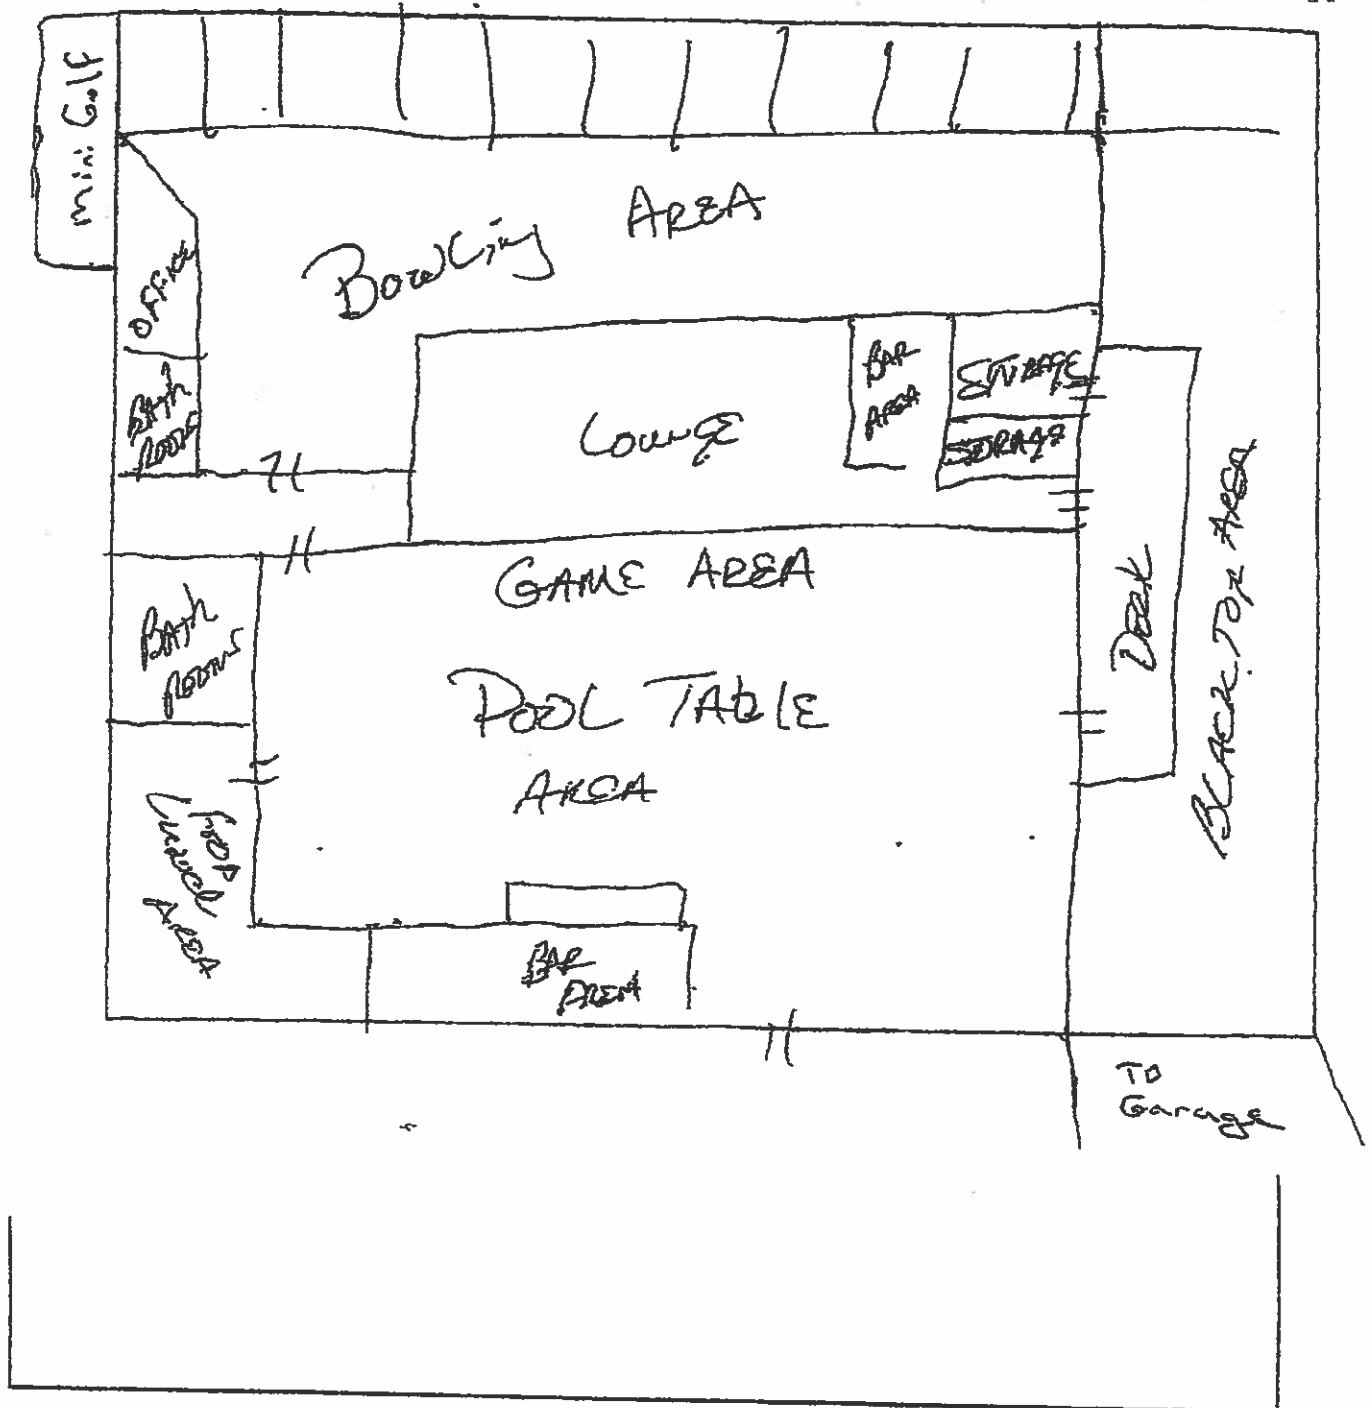 mini Golf
Bowling AREA
OFFICE
BATh
ROOMS
LOUNGE
BAR
AREA
STORAGE
STORAGE
GAME AREA
BATh
ROOMS
POOL TABLE
AREA
DECK
BLACK TOP AREA
FOOD
AREA
BAR
AREA
TO
Garage